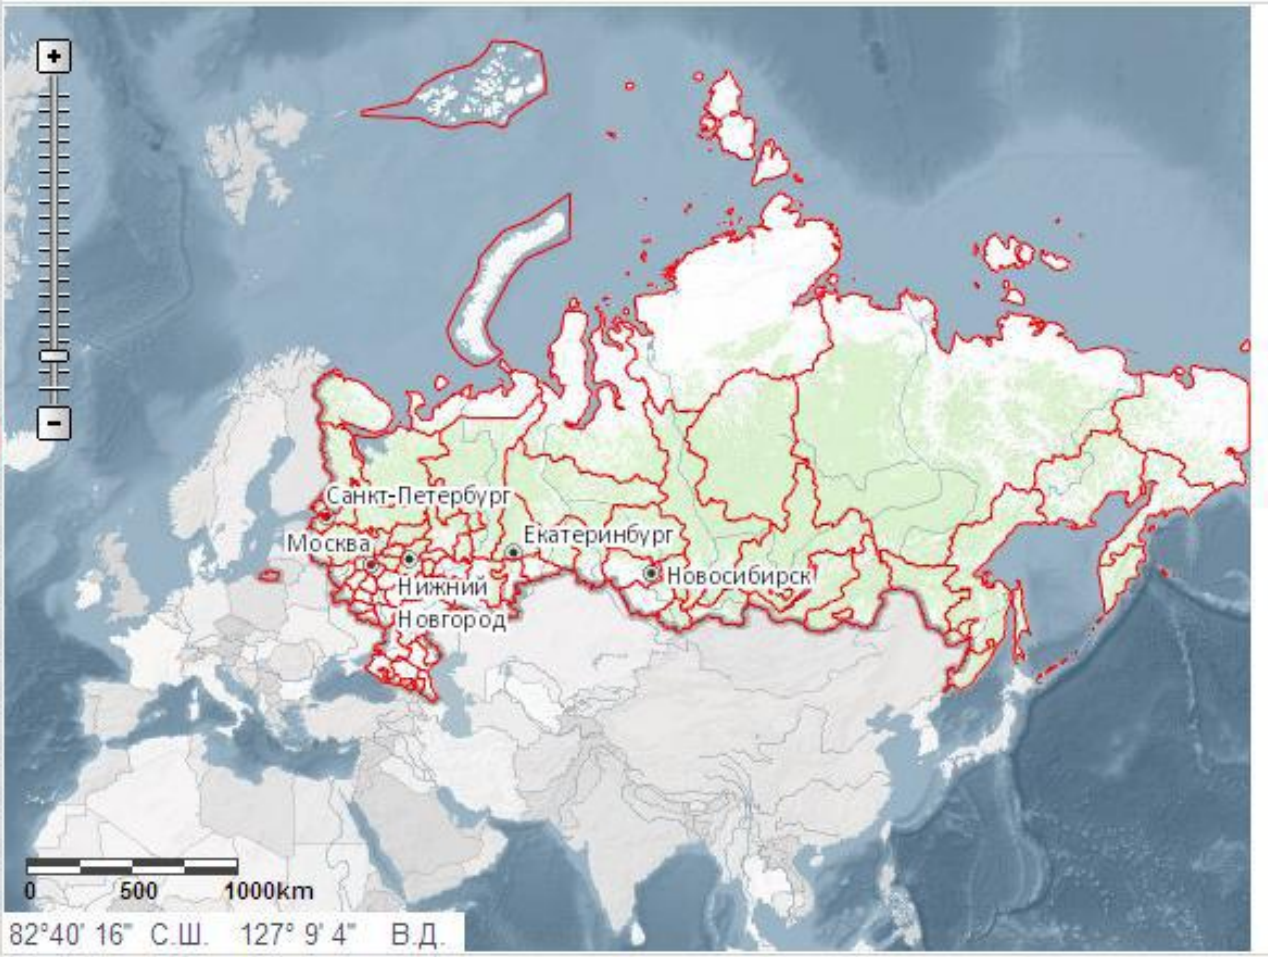 +
Санкт-Петербург
Екатеринбург
Москва
Новосибирск
Нижний
Новгород
-
0 500 1000km
82°40' 16" С.Ш. 127° 9' 4" В.Д.